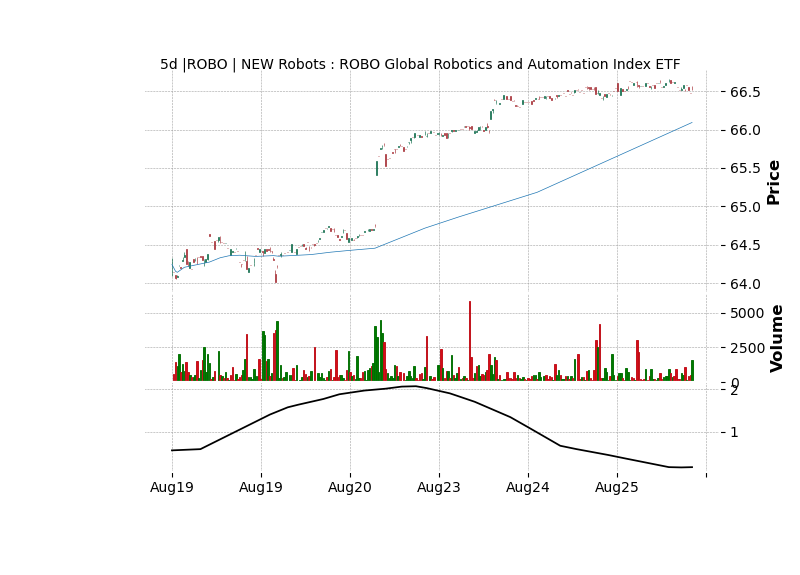 5d |ROBO | NEW Robots : ROBO Global Robotics and Automation Index ETF
66.5
66.0
65.5
65.0
64.5
64.0
Price
5000
2500
0
Volume
2
1
Aug19 Aug19 Aug20 Aug23 Aug24 Aug25